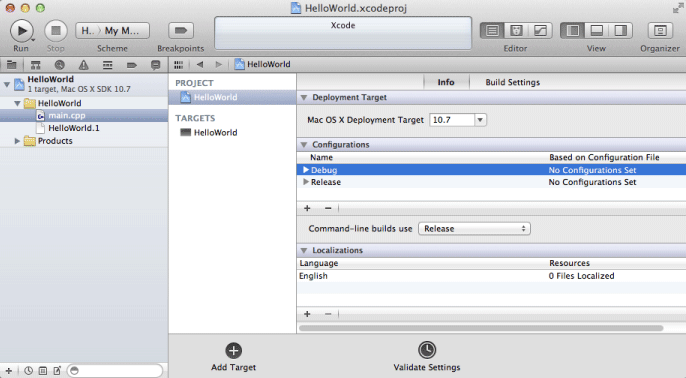 HelloWorld.xcodeproj
Xcode
H.. My M...
Run Stop Scheme Breakpoints Editor View Organizer
HelloWorld
HelloWorld
1 target, Mac OS X SDK 10.7
HelloWorld
main.cpp
HelloWorld.1
Products
PROJECT
HelloWorld
TARGETS
HelloWorld
Info Build Settings
Deployment Target
Mac OS X Deployment Target 10.7
Configurations
Name Based on Configuration File
Debug No Configurations Set
Release No Configurations Set
Command-line builds use Release
Localizations
Language Resources
English 0 Files Localized
Add Target Validate Settings